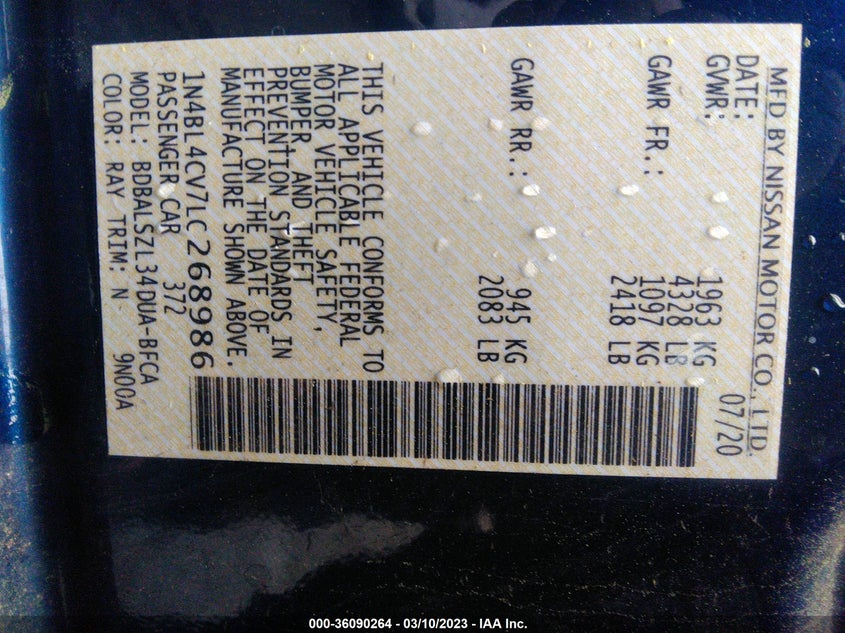 MFD BY NISSAN MOTOR CO., LTD.
DATE: 07/20
GVWR: 1963 KG
4328 LB
GAWR FR.: 1097 KG
2418 LB
GAWR RR.: 945 KG
2083 LB
THIS VEHICLE CONFORMS TO
ALL APPLICABLE FEDERAL
MOTOR VEHICLE SAFETY,
BUMPER AND THEFT
PREVENTION STANDARDS IN
EFFECT ON THE DATE OF
MANUFACTURE SHOWN ABOVE.
1N4BL4CV7LC268986
PASSENGER CAR 372
MODEL: BDBALSZL34DUA-BFCA
COLOR: RAY TRIM: N 9N00A
000-36090264 - 03/10/2023 - IAA Inc.